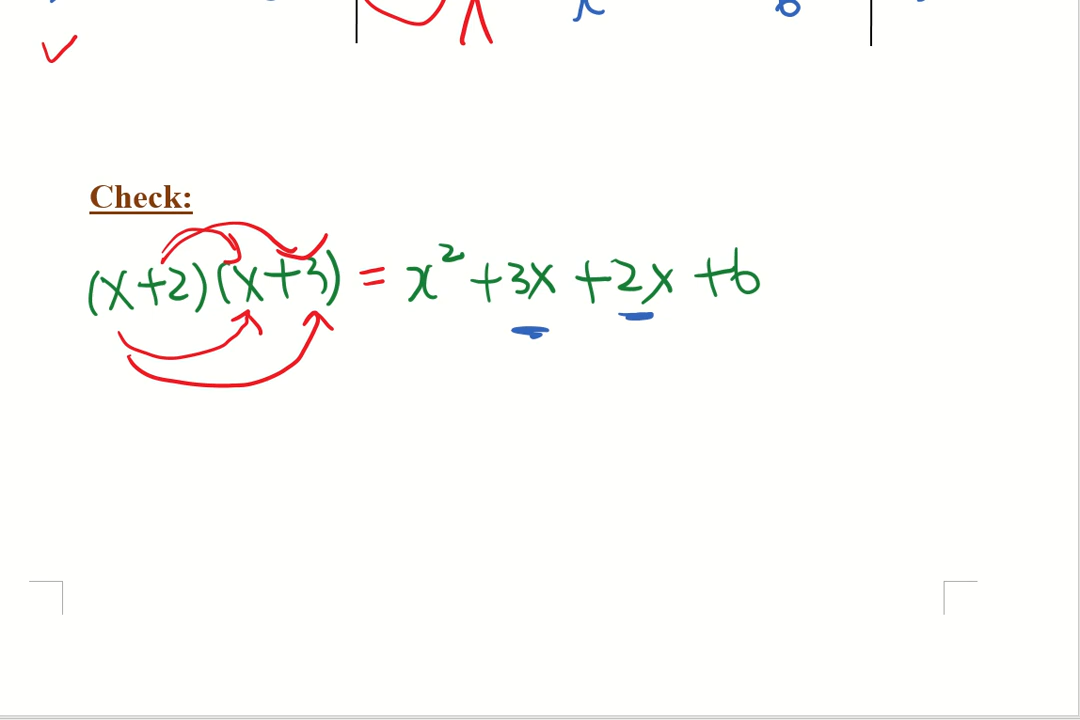 Check:
(x+2)(x+3) = x² +3x +2x +6